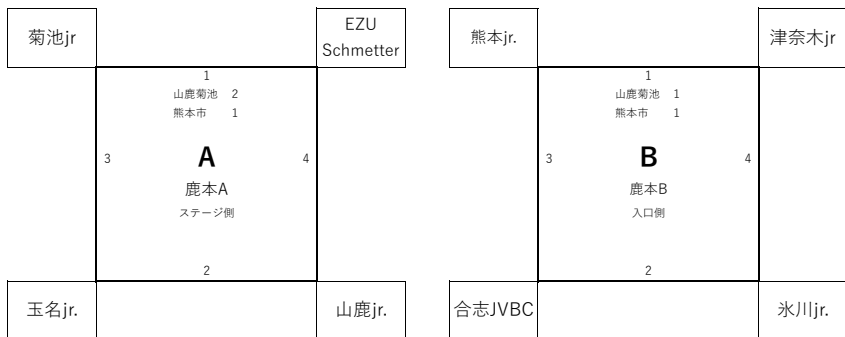 菊池jr
EZU
Schmetter
1
山鹿菊池 2
熊本市 1
3
A
4
鹿本A
ステージ側
2
玉名jr.
山鹿jr.
熊本jr.
津奈木jr
1
山鹿菊池 1
熊本市 1
3
B
4
鹿本B
入口側
2
合志JVBC
氷川jr.